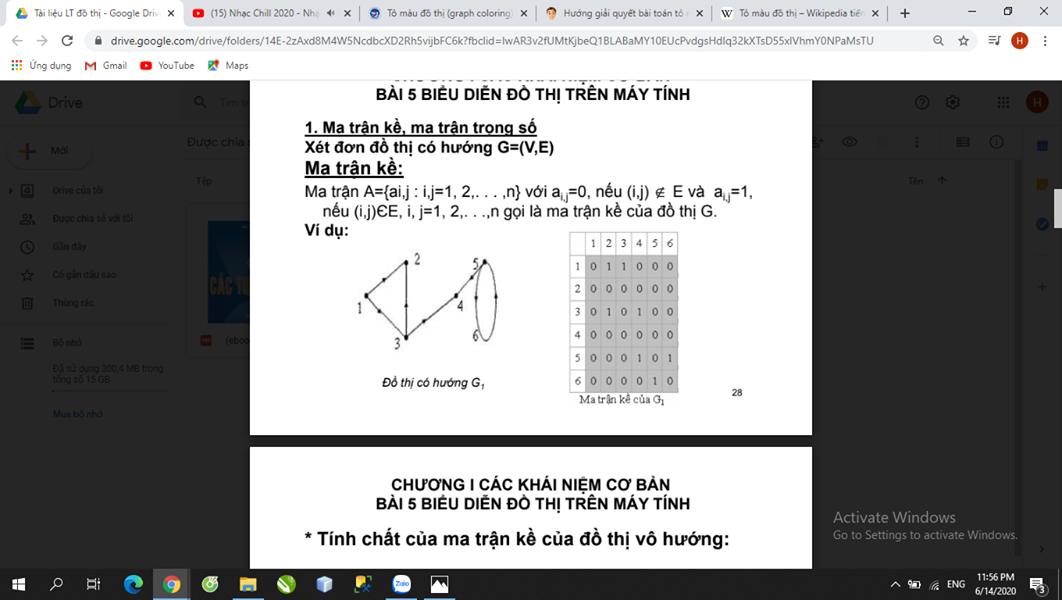 Tài liệu LT đồ thị - Google Drive
(15) Nhạc Chill 2020 - Nhạ
Tô màu đồ thị (graph coloring)
Hướng giải quyết bài toán tô
Tô màu đồ thị – Wikipedia tiến
drive.google.com/drive/folders/14E-2zAxd8M4W5NcdbcXD2Rh5vijbFC6k?fbclid=IwAR3v2fUMtKjbeQ1BLABaMY10EUcPvdgsHdlq32kXTsD55xIVhmY0NPaMsTU
Ứng dụng
Gmail
YouTube
Maps
Drive
Tìm
Mới
Được chia
Tên
Tệp
Drive của tôi
Được chia sẻ với tôi
Gần đây
Có gắn dấu sao
Thùng rác
Bộ nhớ
Đã sử dụng 300,4 MB trong
tổng số 15 GB
Mua bộ nhớ
CÁC
(ebo
BÀI 5 BIỂU DIỄN ĐỒ THỊ TRÊN MÁY TÍNH
1. Ma trận kề, ma trận trọng số
Xét đơn đồ thị có hướng G=(V,E)
Ma trận kề:
Ma trận A={ai,j : i,j=1, 2,. . . ,n} với ai,j=0, nếu (i,j) ∉ E và ai,j=1,
nếu (i,j)ЄE, i, j=1, 2,. . .,n gọi là ma trận kề của đồ thị G.
Ví dụ:
2
5
1
4
3
6
Đồ thị có hướng G1
1 2 3 4 5 6
1 0 1 1 0 0 0
2 0 0 0 0 0 0
3 0 1 0 1 0 0
4 0 0 0 0 0 0
5 0 0 0 1 0 1
6 0 0 0 0 1 0
Ma trận kề của G1
28
CHƯƠNG I CÁC KHÁI NIỆM CƠ BẢN
BÀI 5 BIỂU DIỄN ĐỒ THỊ TRÊN MÁY TÍNH
* Tính chất của ma trận kề của đồ thị vô hướng:
Activate Windows
Go to Settings to activate Windows.
Zalo
ENG
11:56 PM
6/14/2020
3